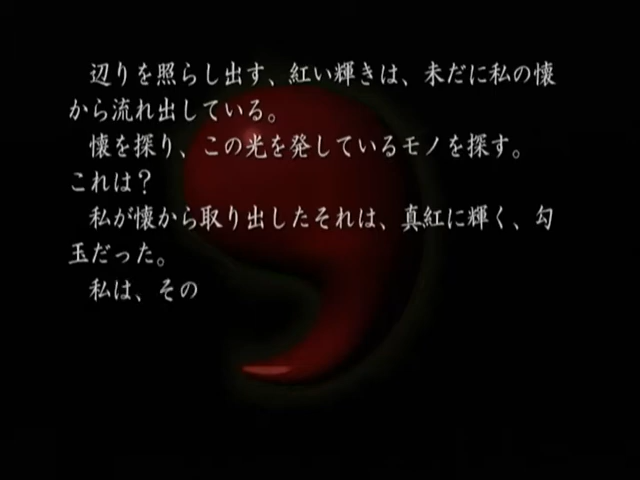 辺りを照らし出す、紅い輝きは、未だに私の懐
から流れ出している。
懐を探り、この光を発しているモノを探す。
これは？
私が懐から取り出したそれは、真紅に輝く、勾
玉だった。
私は、その